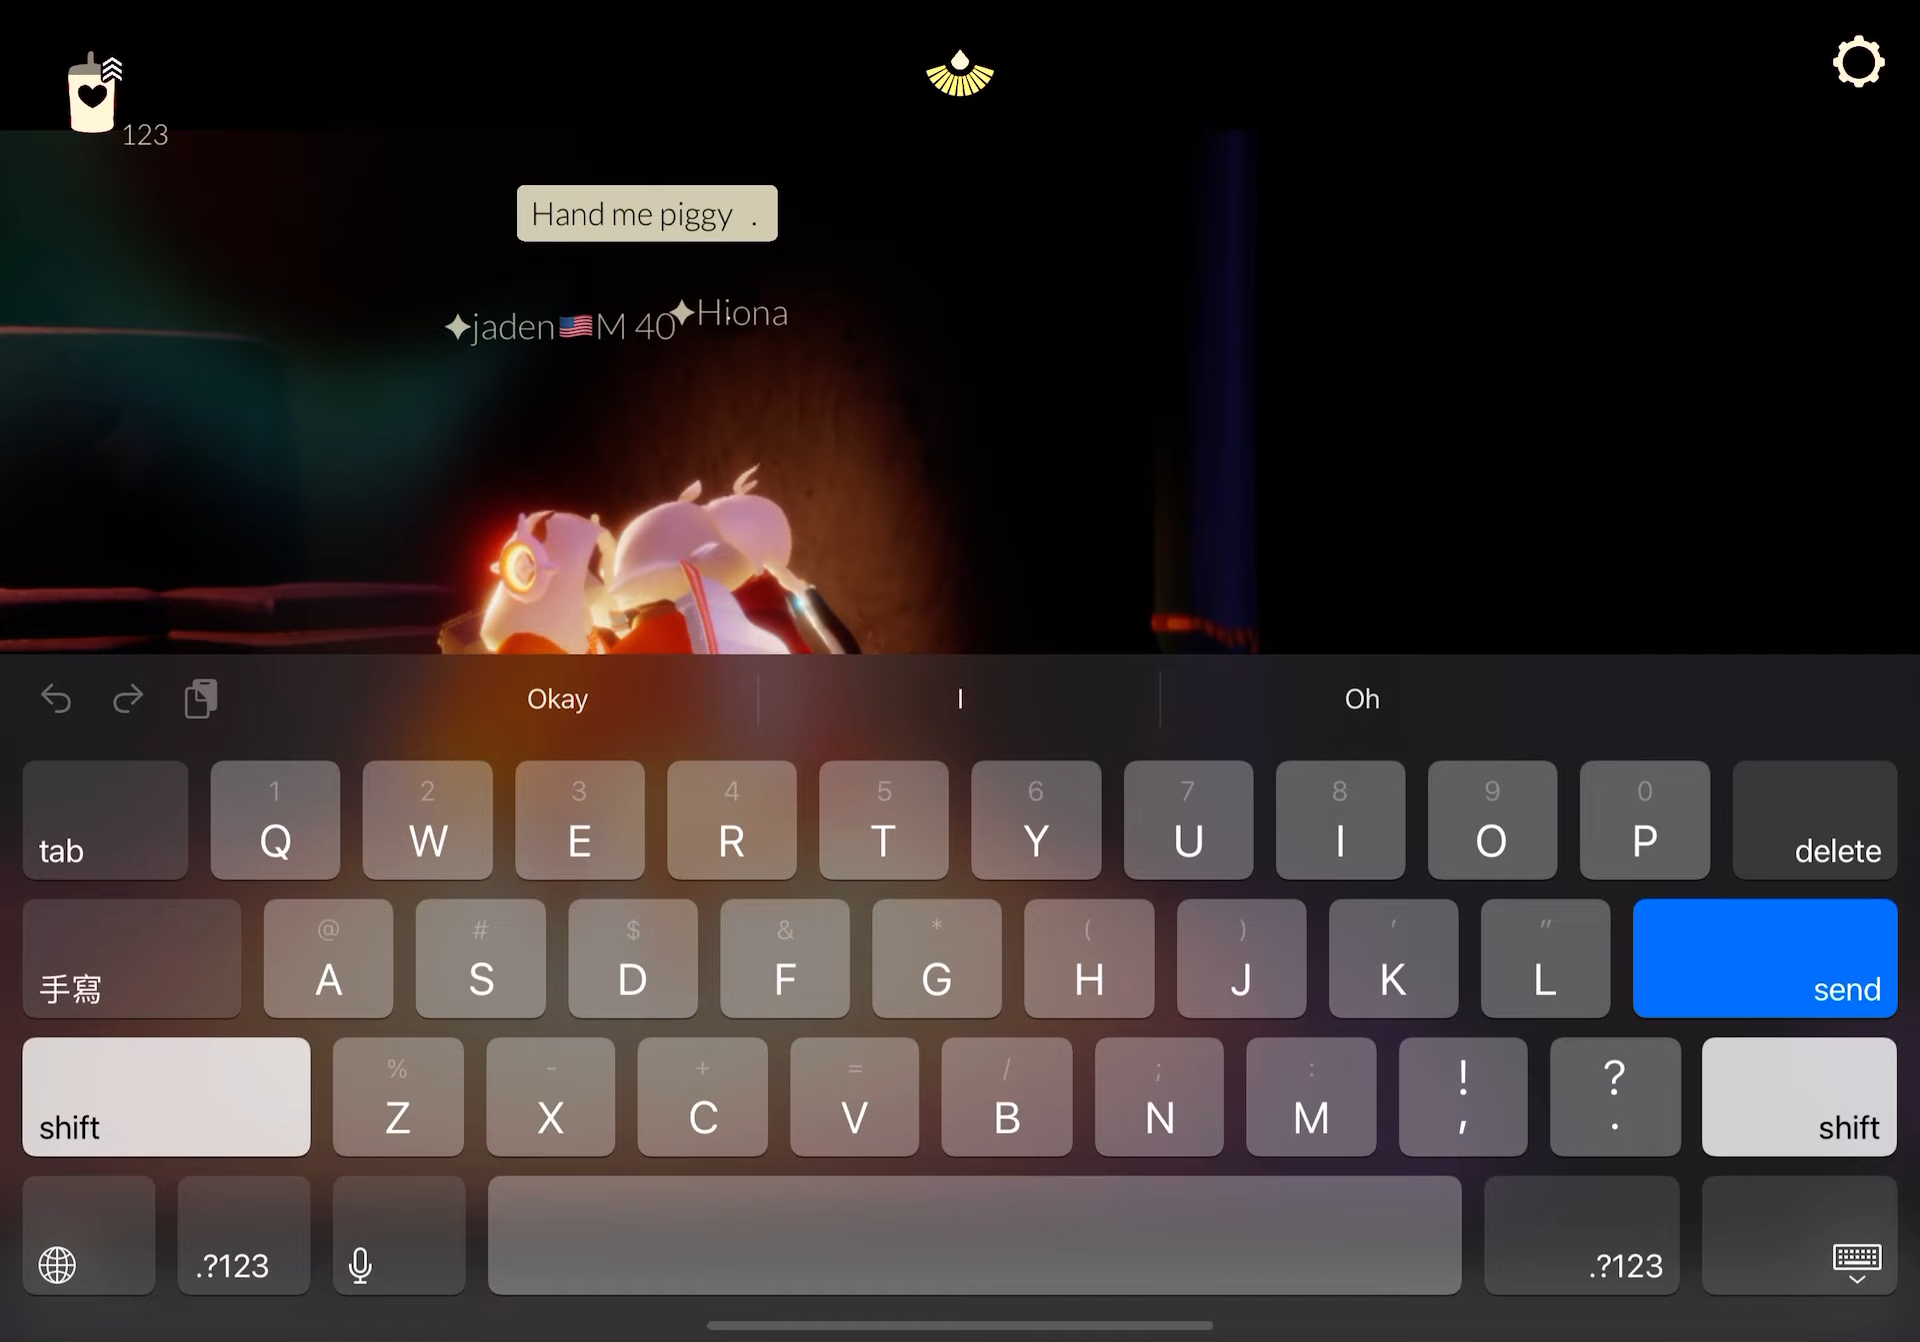 123
Hand me piggy .
✦jaden🇺🇸M 40
✦Hiona
Okay
I
Oh
tab
1 2 3 4 5 6 7 8 9 0
Q W E R T Y U I O P
delete
@ # $ & * ( ) ' "
手寫
A S D F G H J K L
send
% - + = / ; : ! ?
shift
Z X C V B N M , .
shift
.?123
.?123